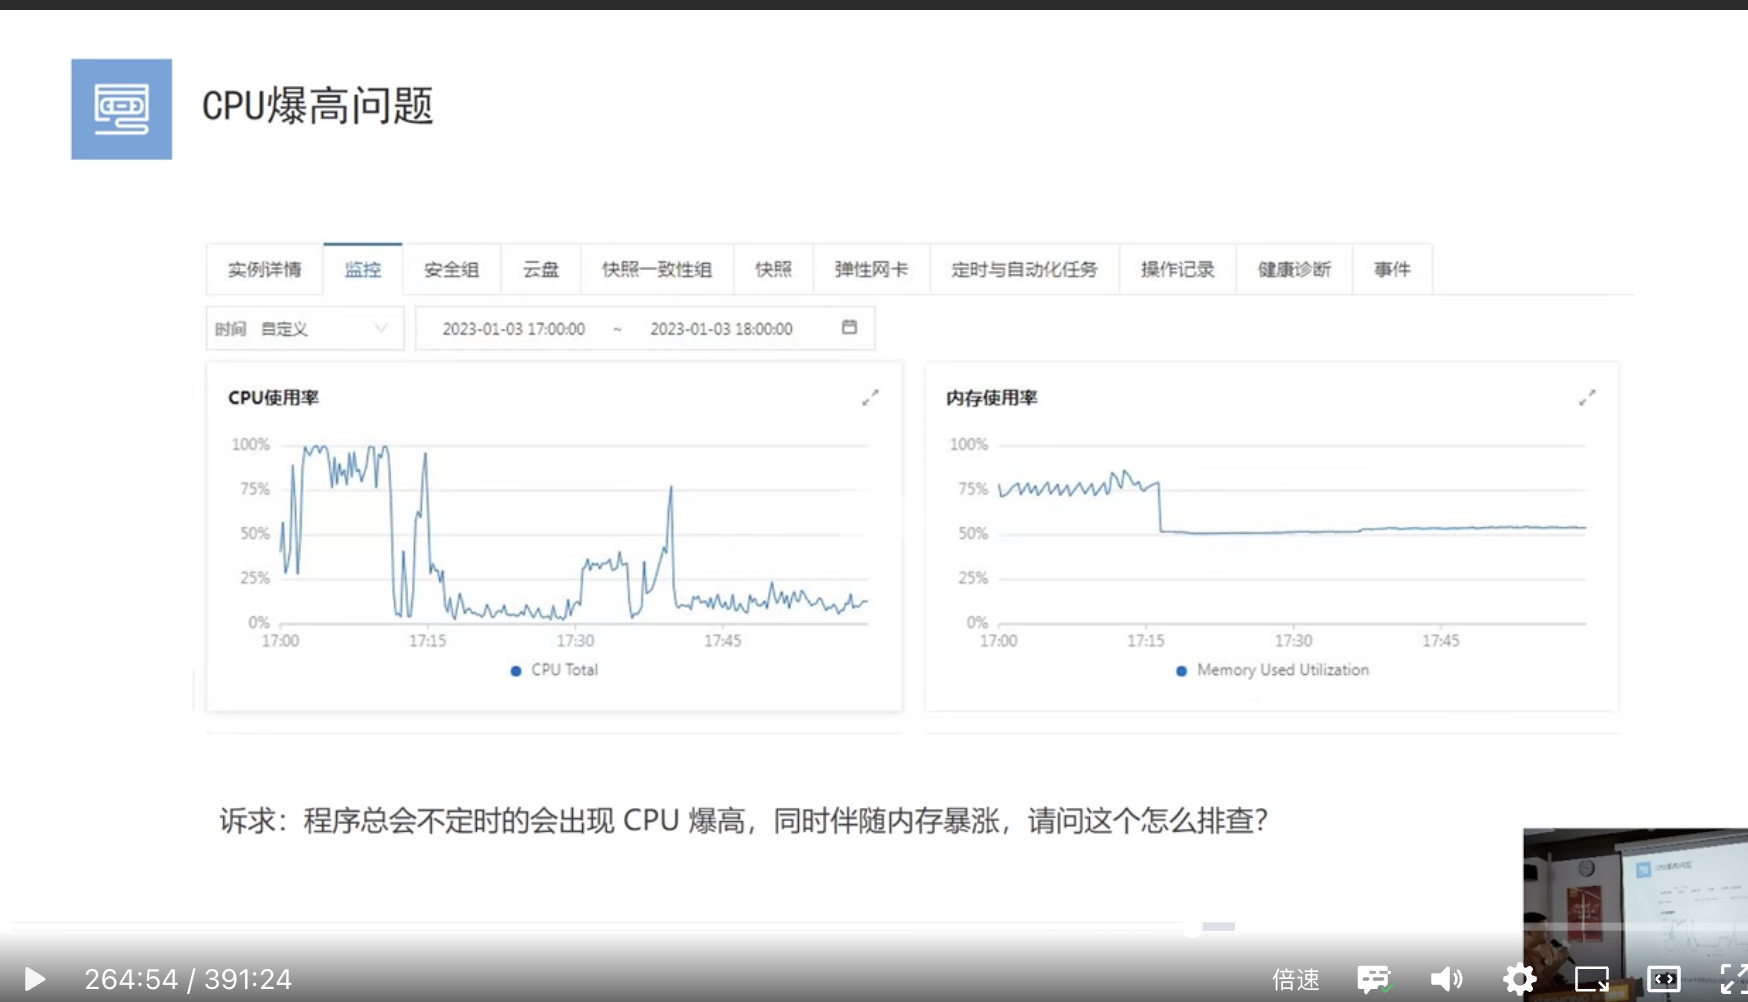 CPU爆高问题
实例详情 监控 安全组 云盘 快照一致性组 快照 弹性网卡 定时与自动化任务 操作记录 健康诊断 事件
时间 自定义 2023-01-03 17:00:00 ~ 2023-01-03 18:00:00
CPU使用率
100%
75%
50%
25%
0%
17:00 17:15 17:30 17:45
CPU Total
内存使用率
100%
75%
50%
25%
0%
17:00 17:15 17:30 17:45
Memory Used Utilization
诉求：程序总会不定时的会出现 CPU 爆高，同时伴随内存暴涨，请问这个怎么排查？
264:54 / 391:24
倍速